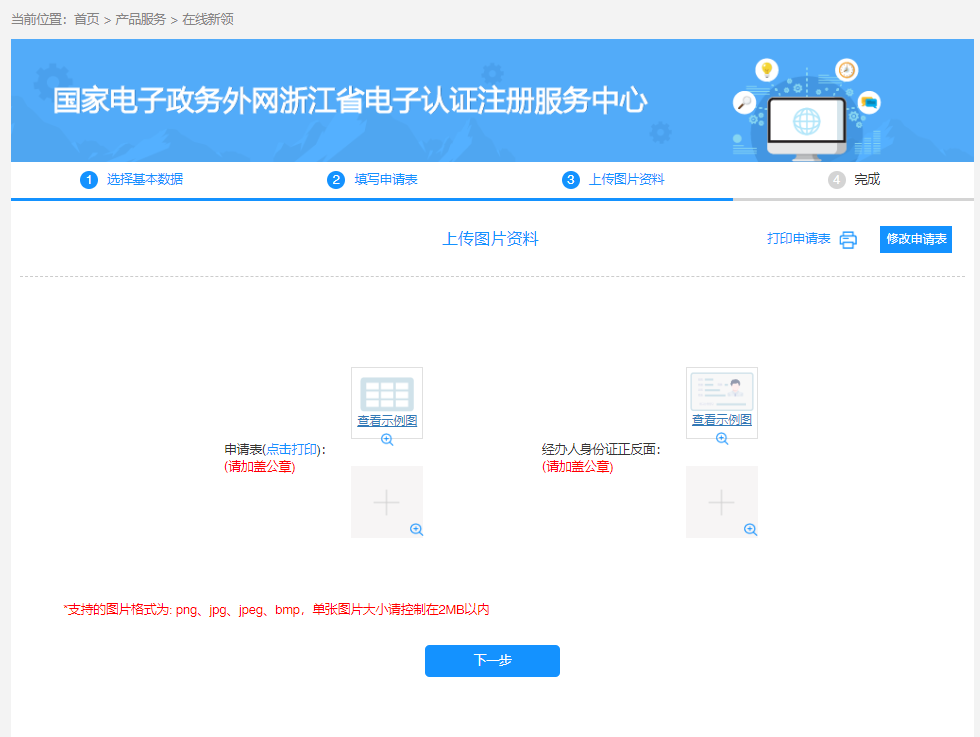 当前位置：首页 > 产品服务 > 在线新领
国家电子政务外网浙江省电子认证注册服务中心
1 选择基本数据
2 填写申请表
3 上传图片资料
4 完成
上传图片资料
打印申请表
修改申请表
查看示例图
申请表(点击打印)：
(请加盖公章)
查看示例图
经办人身份证正反面：
(请加盖公章)
*支持的图片格式为: png、jpg、jpeg、bmp，单张图片大小请控制在2MB以内
下一步